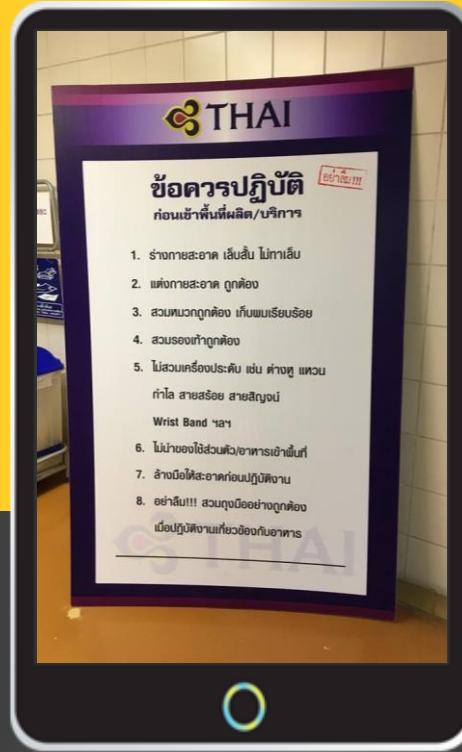 THAI
ข้อควรปฏิบัติ
อย่าลืม!!!
ก่อนเข้าพื้นที่ผลิต/บริการ
1. ร่างกายสะอาด เล็บสั้น ไม่ทาเล็บ
2. แต่งกายสะอาด ถูกต้อง
3. สวมหมวกถูกต้อง เก็บผมเรียบร้อย
4. สวมรองเท้าถูกต้อง
5. ไม่สวมเครื่องประดับ เช่น ต่างหู แหวน
กำไล สายสร้อย สายสิญจน์
Wrist Band ฯลฯ
6. ไม่นำของใช้ส่วนตัว/อาหารเข้าพื้นที่
7. ล้างมือให้สะอาดก่อนปฏิบัติงาน
8. อย่าลืม!!! สวมถุงมืออย่างถูกต้อง
เมื่อปฏิบัติงานเกี่ยวข้องกับอาหาร
THAI